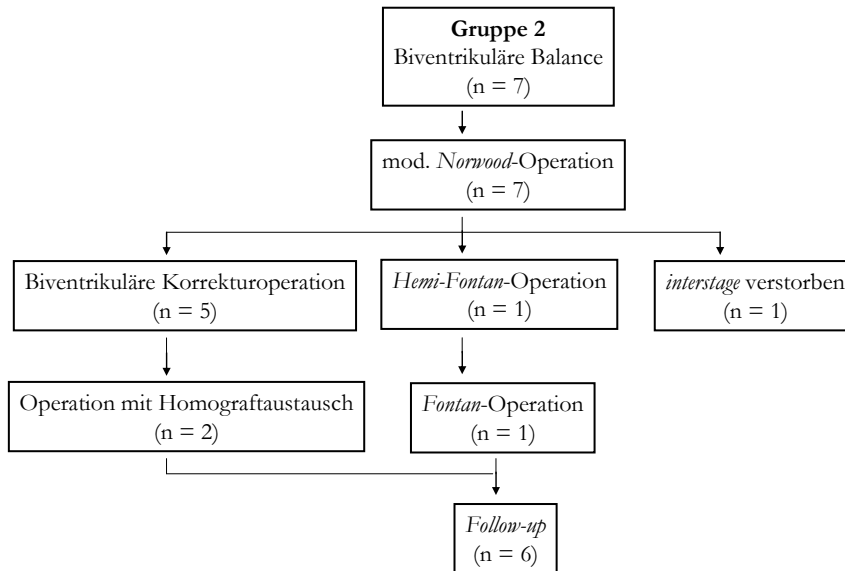 Gruppe 2
Biventrikuläre Balance
(n = 7)
mod. Norwood-Operation
(n = 7)
Biventrikuläre Korrekturoperation
(n = 5)
Hemi-Fontan-Operation
(n = 1)
interstage verstorben
(n = 1)
Operation mit Homograftaustausch
(n = 2)
Fontan-Operation
(n = 1)
Follow-up
(n = 6)